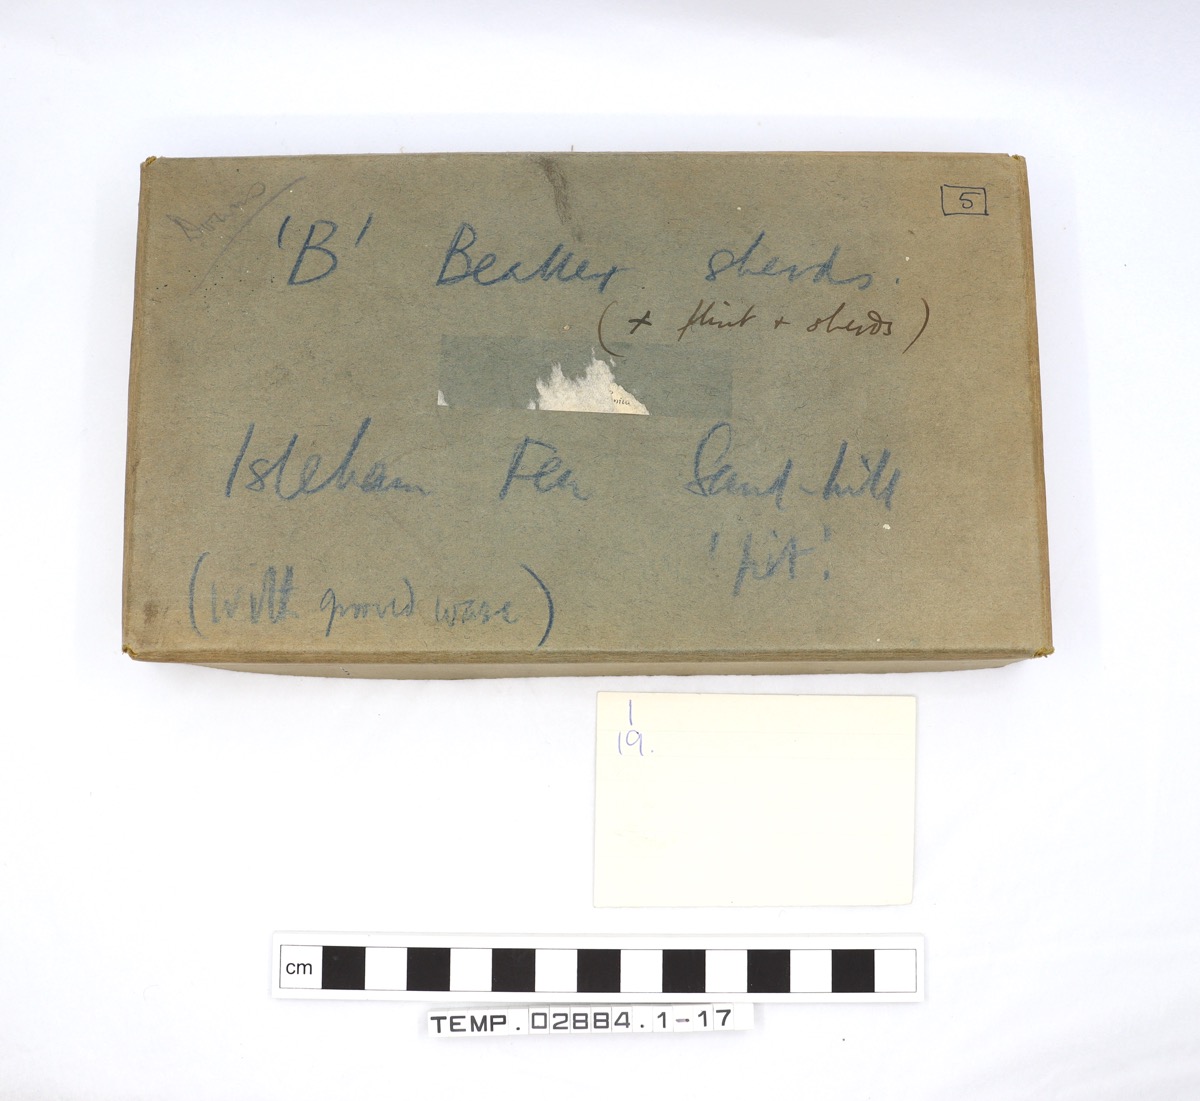 5
'B' Beaker sherds.
(+ flint + sherds)
Isleham Fen Sand-hill
'pit'.
(with grooved ware)
1
19.
cm
TEMP.02884.1-17